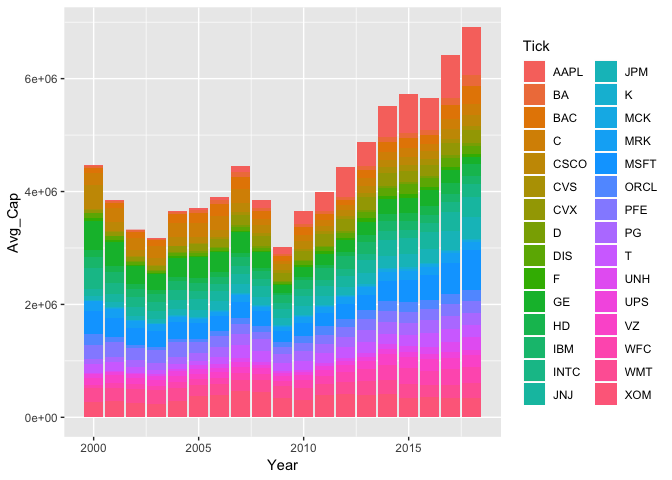 Avg_Cap
6e+06
4e+06
2e+06
0e+00
2000
2005
2010
2015
Year
Tick
AAPL
BA
BAC
C
CSCO
CVS
CVX
D
DIS
F
GE
HD
IBM
INTC
JNJ
JPM
K
MCK
MRK
MSFT
ORCL
PFE
PG
T
UNH
UPS
VZ
WFC
WMT
XOM